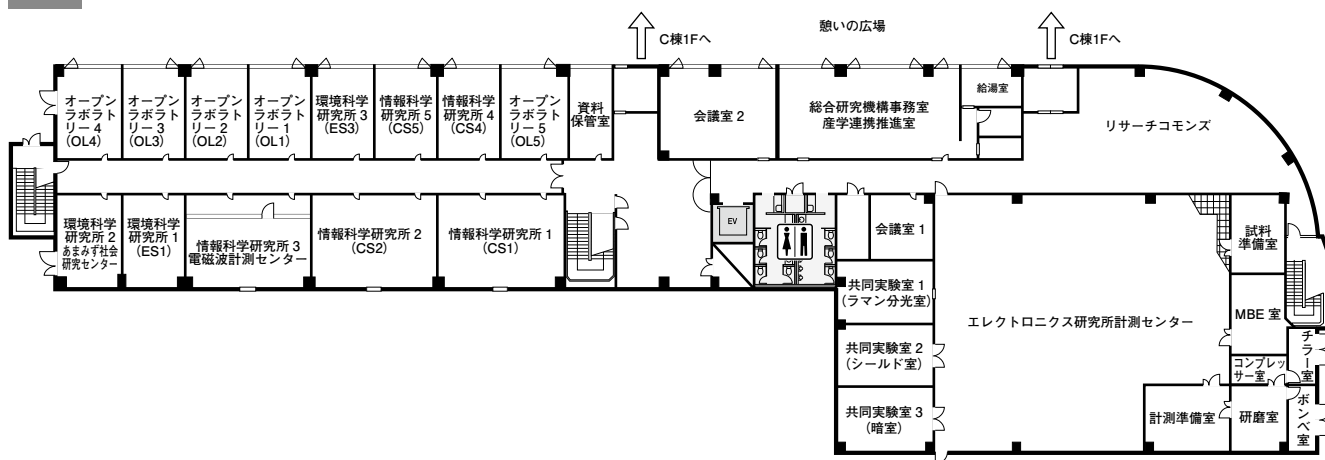 憩いの広場
C棟1Fへ
C棟1Fへ
オープン
ラボラ
トリー 4
(OL4)
オープン
ラボラ
トリー 3
(OL3)
オープン
ラボラ
トリー 2
(OL2)
オープン
ラボラ
トリー 1
(OL1)
環境科学
研究所 3
(ES3)
情報科学
研究所 5
(CS5)
情報科学
研究所 4
(CS4)
オープン
ラボラ
トリー 5
(OL5)
資料
保管室
会議室 2
総合研究機構事務室
産学連携推進室
給湯室
リサーチコモンズ
環境科学
研究所 2
あまみず社会
研究センター
環境科学
研究所 1
(ES1)
情報科学研究所 3
電磁波計測センター
情報科学研究所 2
(CS2)
情報科学研究所 1
(CS1)
EV
会議室 1
共同実験室 1
(ラマン分光室)
共同実験室 2
(シールド室)
共同実験室 3
(暗室)
エレクトロニクス研究所計測センター
試料
準備室
MBE 室
コンプレッ
サー室
チラー室
計測準備室
研磨室
ボンベ室